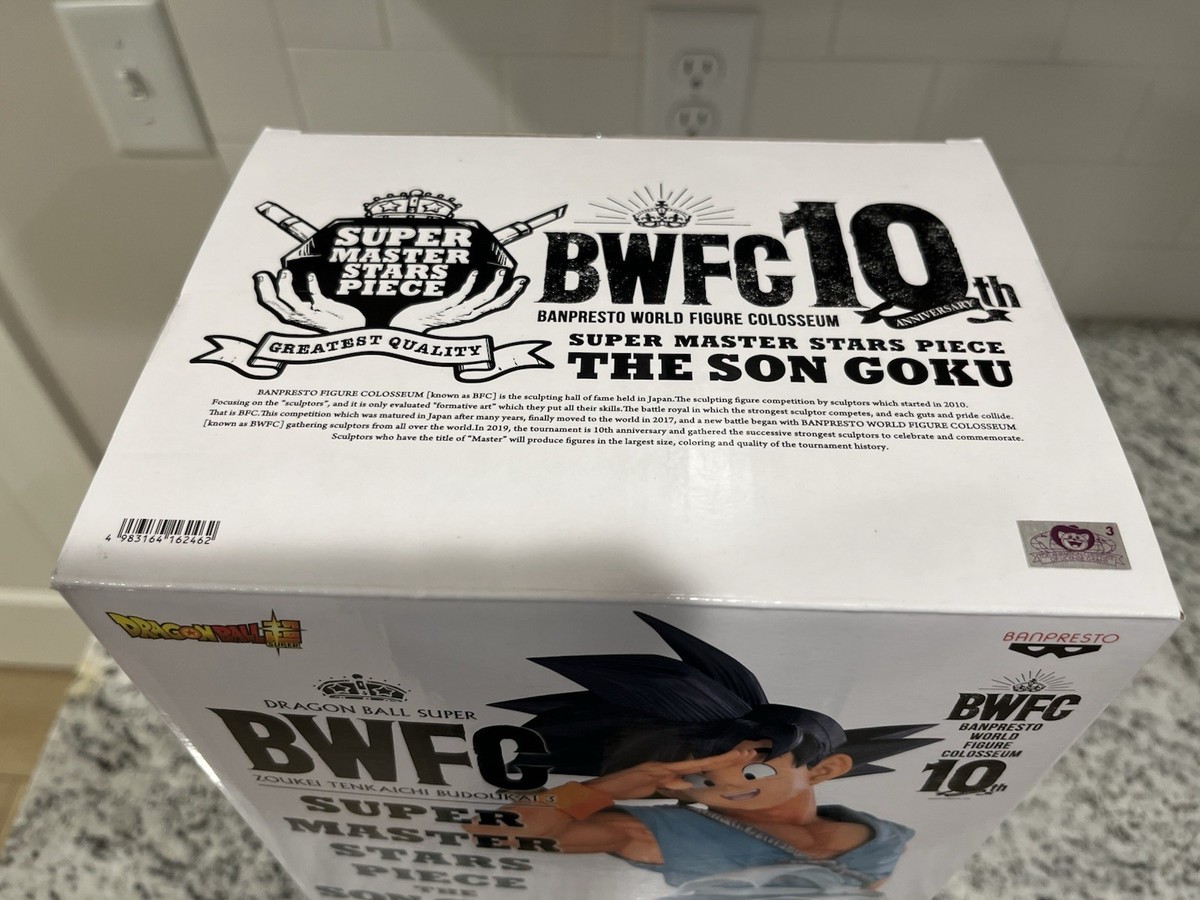 SUPER
MASTER
STARS
PIECE
GREATEST QUALITY
BWFC 10th
ANNIVERSARY
BANPRESTO WORLD FIGURE COLOSSEUM
SUPER MASTER STARS PIECE
THE SON GOKU
BANPRESTO FIGURE COLOSSEUM [known as BFC] is the sculpting hall of fame held in Japan.The sculpting figure competition by sculptors which started in 2010.
Focusing on the "sculptors", and it is only evaluated "formative art" which they put all their skills.The battle royal in which the strongest sculptor competes, and each guts and pride collide.
That is BFC.This competition which was matured in Japan after many years, finally moved to the world in 2017, and a new battle began with BANPRESTO WORLD FIGURE COLOSSEUM
[known as BWFC] gathering sculptors from all over the world.In 2019, the tournament is 10th anniversary and gathered the successive strongest sculptors to celebrate and commemorate.
Sculptors who have the title of "Master" will produce figures in the largest size, coloring and quality of the tournament history.
4 983164 162462
3
DRAGON BALL 超
SUPER
BANPRESTO
DRAGON BALL SUPER
BWFC
ZOUKEI TENKAICHI BUDOUKAI 3
SUPER
MASTER
STARS
PIECE
THE
SON
BWFC
BANPRESTO
WORLD
FIGURE
COLOSSEUM
10th